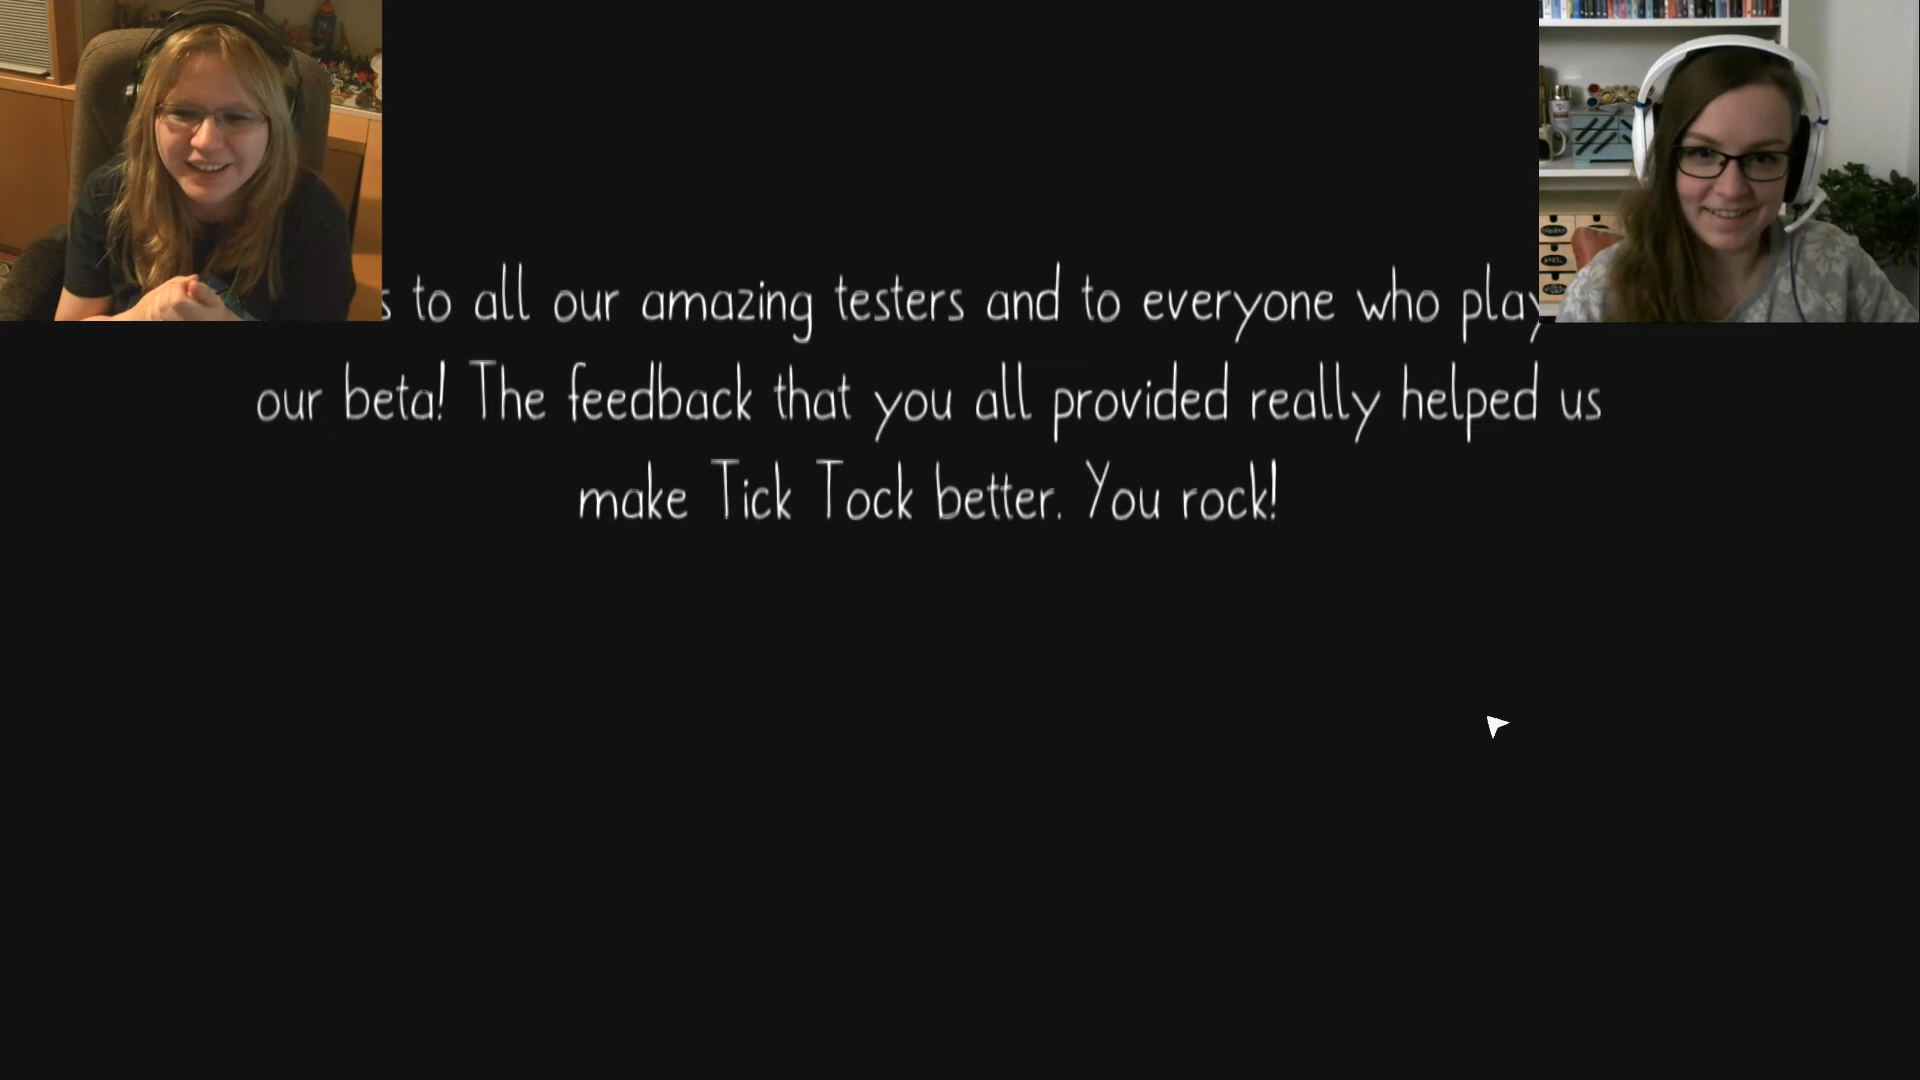 s to all our amazing testers and to everyone who play
our beta! The feedback that you all provided really helped us
make Tick Tock better. You rock!